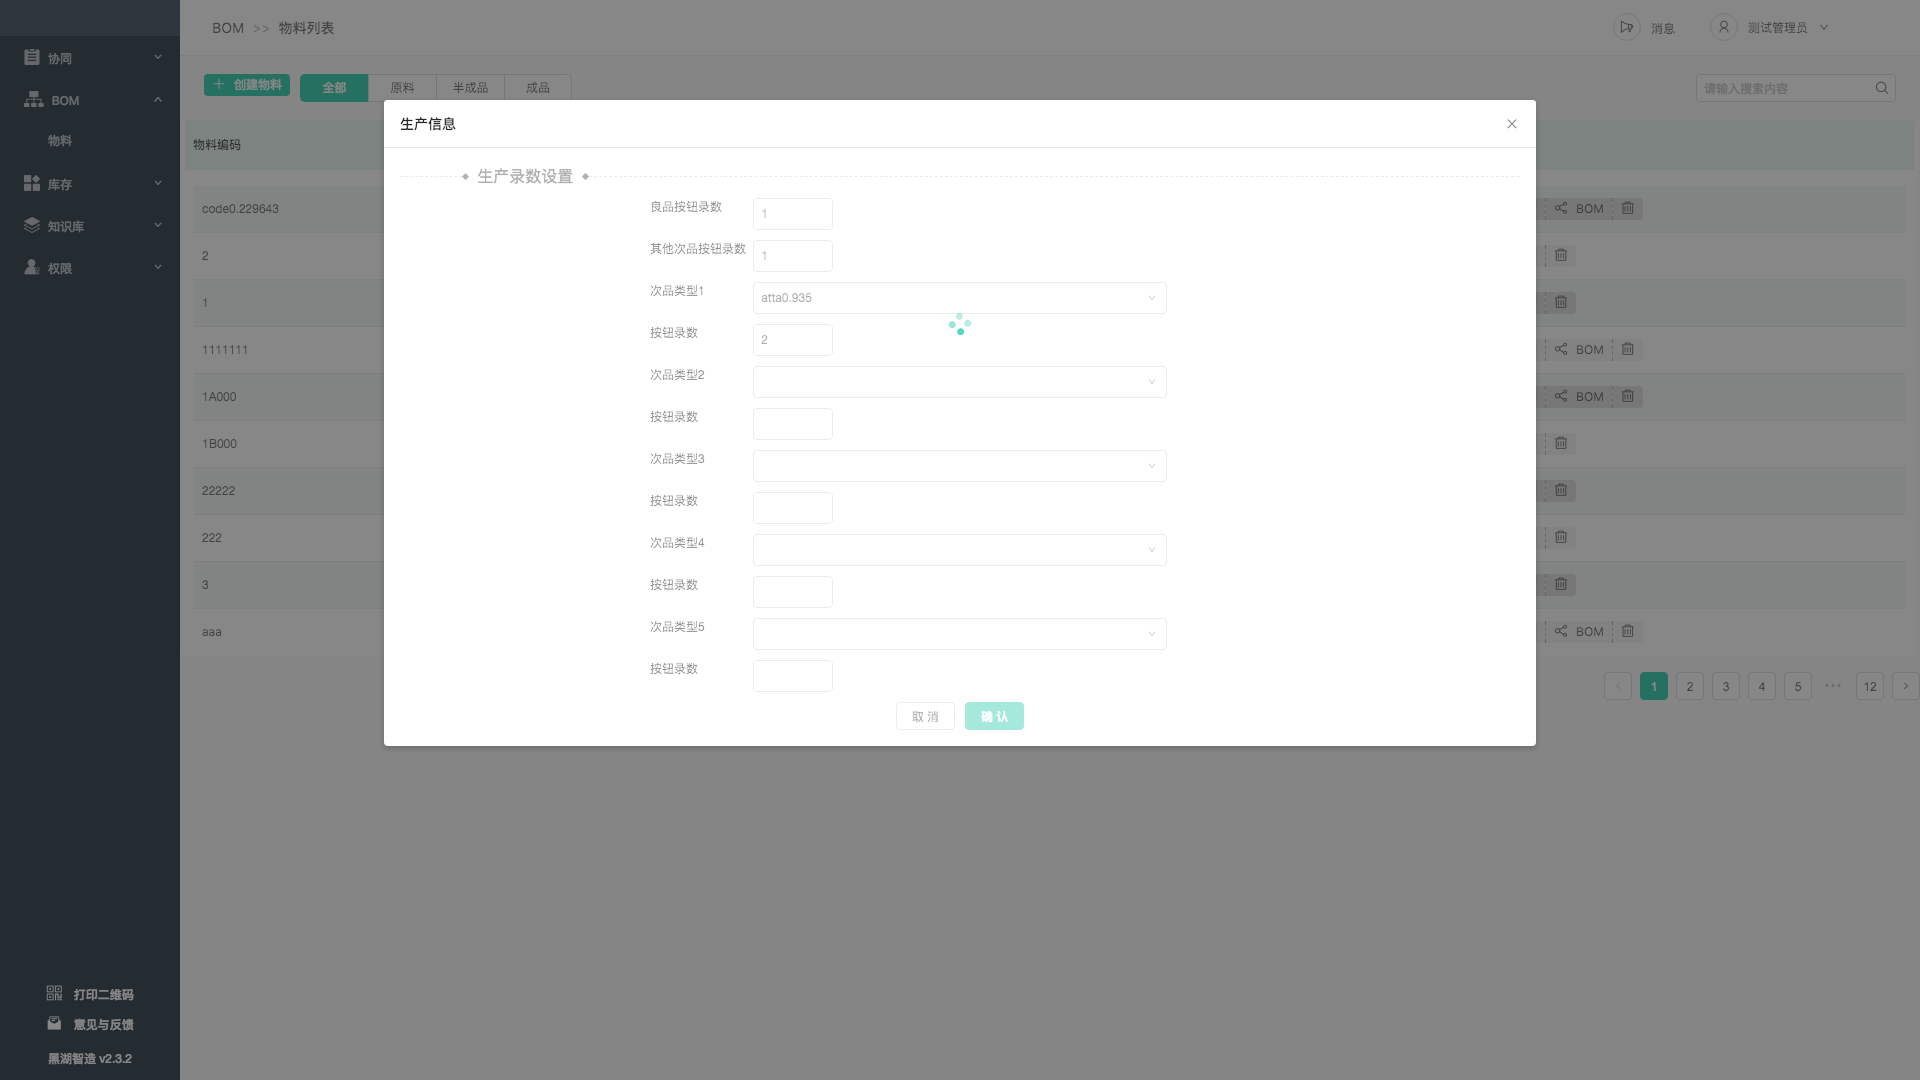 BOM >> 物料列表
消息
测试管理员
协同
BOM
物料
库存
知识库
权限
打印二维码
意见与反馈
黑湖智造 v2.3.2
创建物料
全部
原料
半成品
成品
请输入搜索内容
物料编码
code0.229643
2
1
1111111
1A000
1B000
22222
222
3
aaa
生产信息
生产录数设置
良品按钮录数
1
其他次品按钮录数
1
次品类型1
atta0.935
按钮录数
2
次品类型2
按钮录数
次品类型3
按钮录数
次品类型4
按钮录数
次品类型5
按钮录数
取 消
确 认
BOM
BOM
BOM
BOM
< 1 2 3 4 5 ••• 12 >